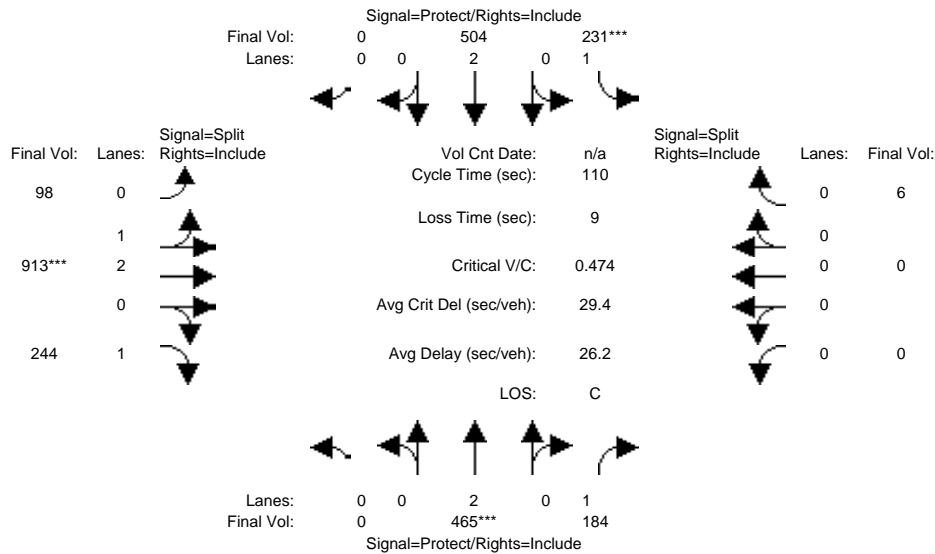 Signal=Protect/Rights=Include
Final Vol: 0 504 231***
Lanes: 0 0 2 0 1
Signal=Split
Rights=Include
Final Vol: Lanes:
98 0
1
913*** 2
0
244 1
Vol Cnt Date: n/a
Cycle Time (sec): 110
Loss Time (sec): 9
Critical V/C: 0.474
Avg Crit Del (sec/veh): 29.4
Avg Delay (sec/veh): 26.2
LOS: C
Signal=Split
Rights=Include
Lanes: Final Vol:
0 6
0
0 0
0
0 0
Lanes: 0 0 2 0 1
Final Vol: 0 465*** 184
Signal=Protect/Rights=Include